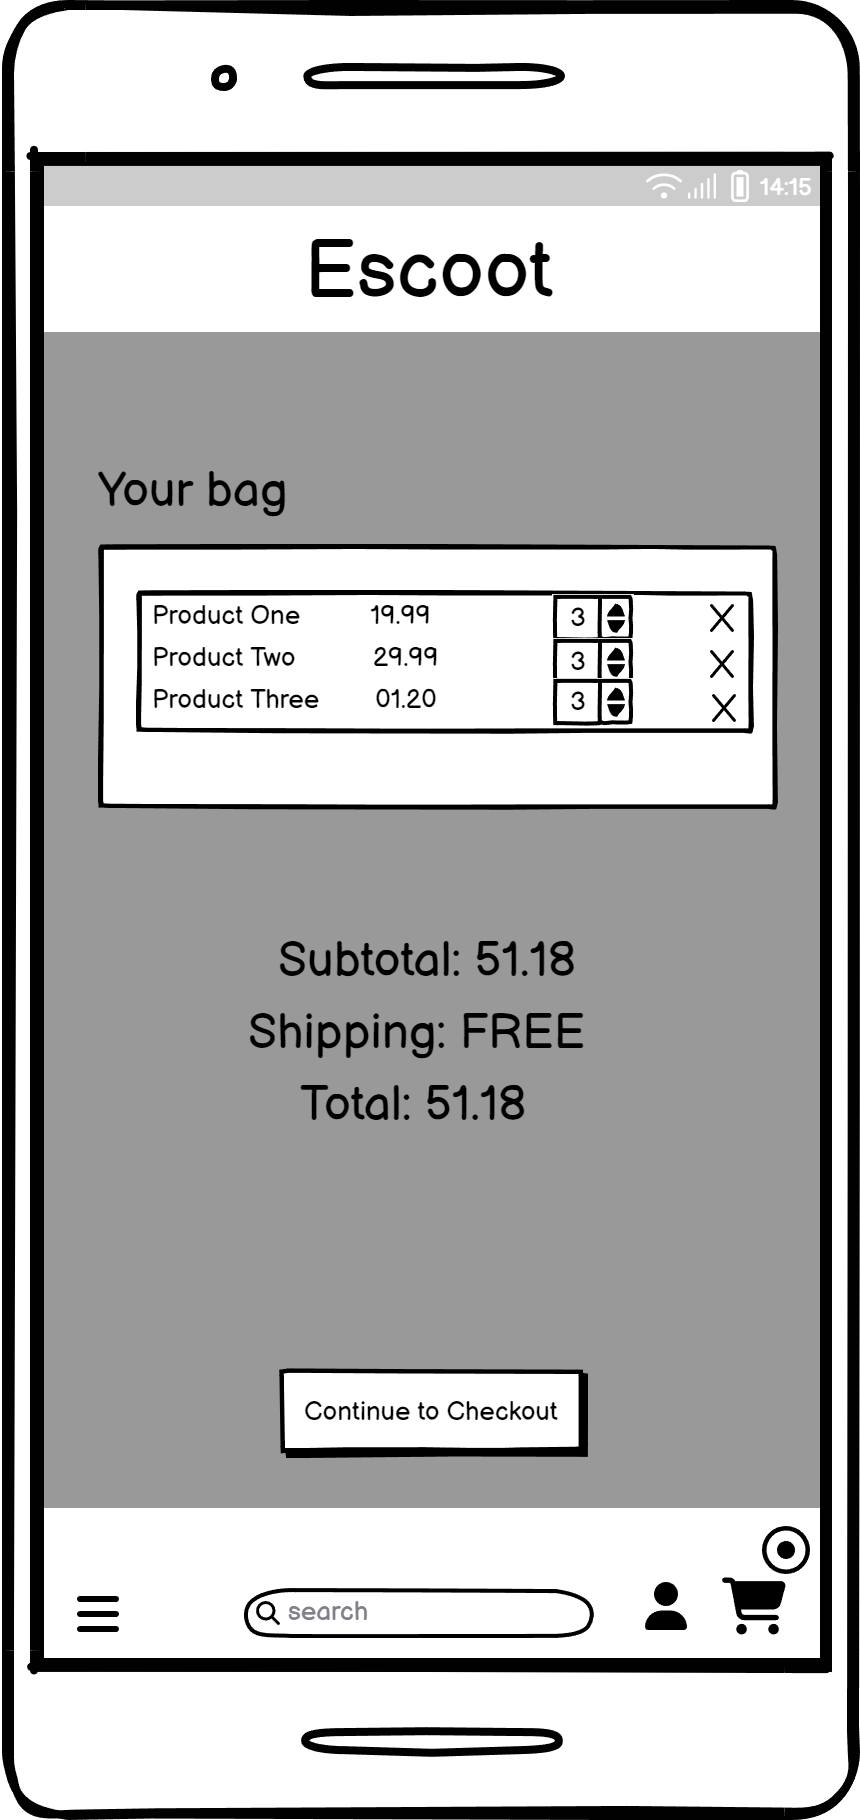 14:15
Escoot
Your bag
Product One 19.99 3 X
Product Two 29.99 3 X
Product Three 01.20 3 X
Subtotal: 51.18
Shipping: FREE
Total: 51.18
Continue to Checkout
search